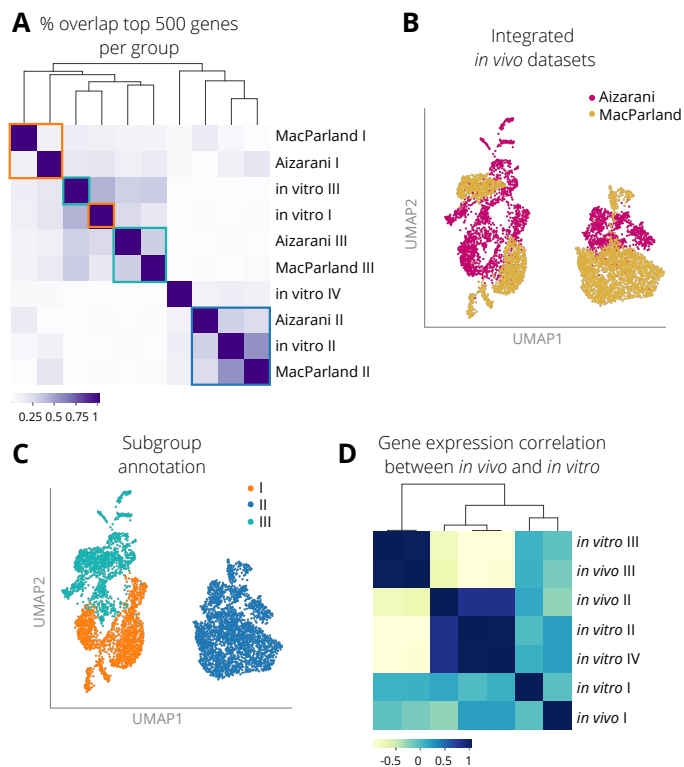 A
% overlap top 500 genes
per group
MacParland I
Aizarani I
in vitro III
in vitro I
Aizarani III
MacParland III
in vitro IV
Aizarani II
in vitro II
MacParland II
0.25 0.5 0.75 1
B
Integrated
in vivo datasets
Aizarani
MacParland
UMAP2
UMAP1
C
Subgroup
annotation
I
II
III
UMAP2
UMAP1
D
Gene expression correlation
between in vivo and in vitro
in vitro III
in vivo III
in vivo II
in vitro II
in vitro IV
in vitro I
in vivo I
-0.5 0 0.5 1